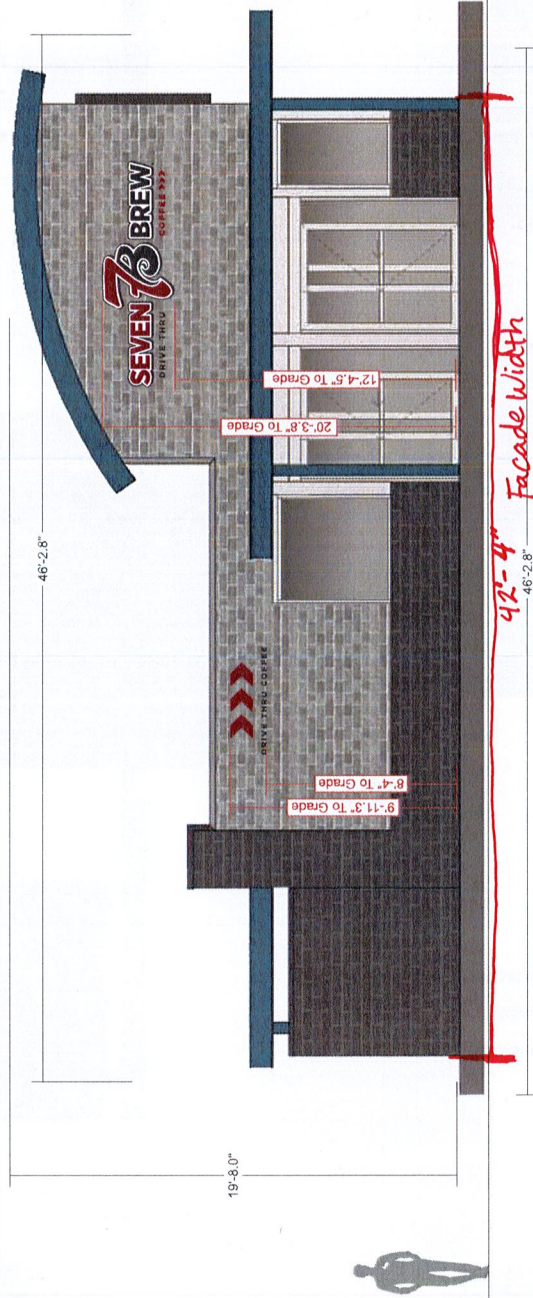 46'-2.8"
SEVEN 7B BREW
DRIVE THRU COFFEE >>>
12'-4.5" To Grade
20'-3.8" To Grade
>>>
DRIVE THRU COFFEE
8'-4" To Grade
9'-11.3" To Grade
19'-8.0"
42'-4" Facade Width
46'-2.8"